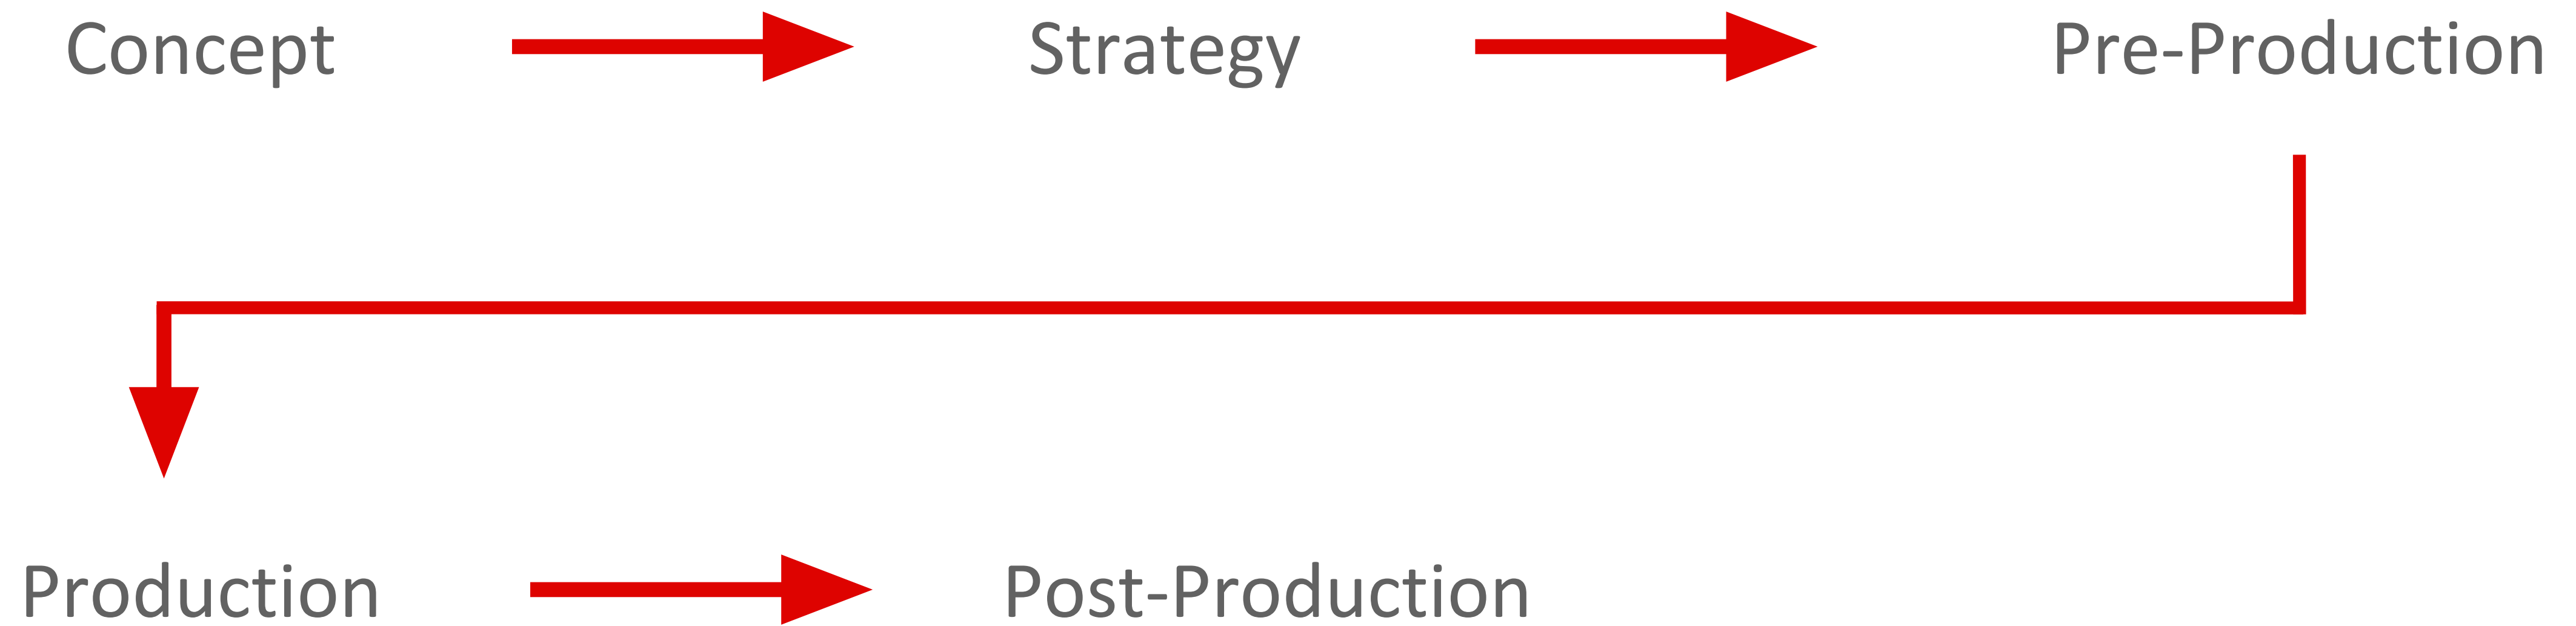 Concept
Strategy
Pre-Production
Production
Post-Production